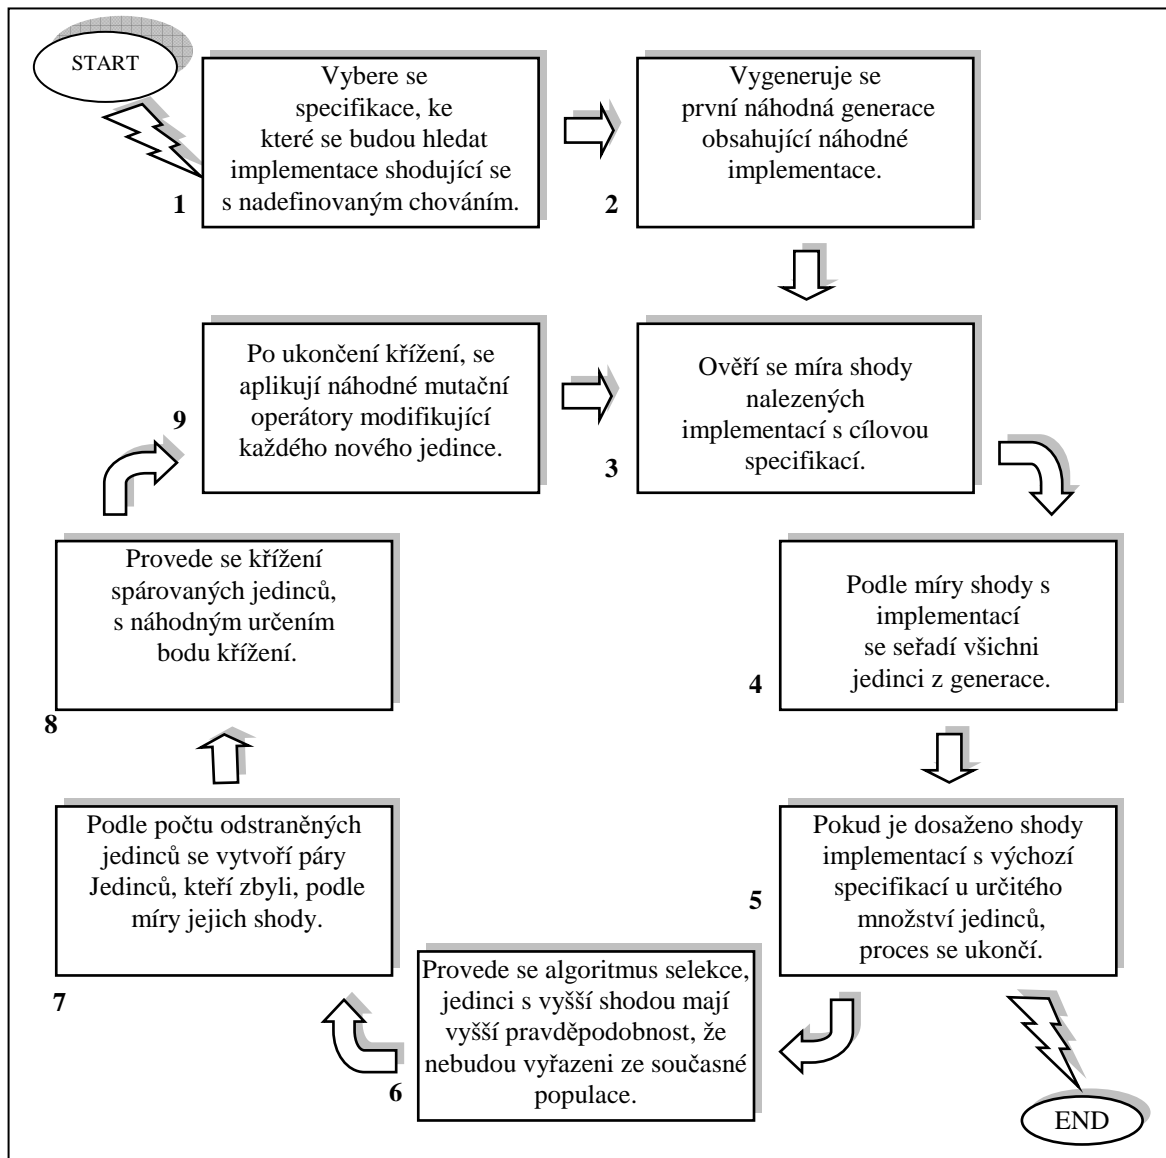 START
Vybere se
specifikace, ke
které se budou hledat
implementace shodující se
s nadefinovaným chováním.
1
Vygeneruje se
první náhodná generace
obsahující náhodné
implementace.
2
Ověří se míra shody
nalezených
implementací s cílovou
specifikací.
3
Podle míry shody s
implementací
se seřadí všichni
jedinci z generace.
4
Pokud je dosaženo shody
implementací s výchozí
specifikací u určitého
množství jedinců,
proces se ukončí.
5
END
Provede se algoritmus selekce,
jedinci s vyšší shodou mají
vyšší pravděpodobnost, že
nebudou vyřazeni ze současné
populace.
6
Podle počtu odstraněných
jedinců se vytvoří páry
Jedinců, kteří zbyli, podle
míry jejich shody.
7
Provede se křížení
spárovaných jedinců,
s náhodným určením
bodu křížení.
8
Po ukončení křížení, se
aplikují náhodné mutační
operátory modifikující
každého nového jedince.
9